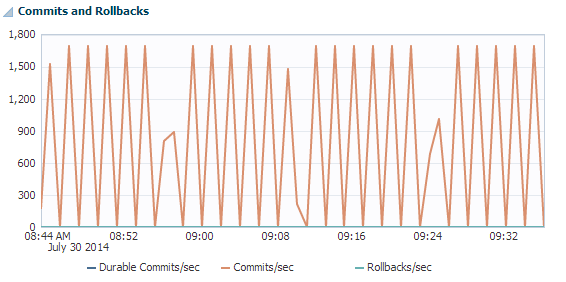 Commits and Rollbacks
1,800
1,500
1,200
900
600
300
0
08:44 AM 08:52 09:00 09:08 09:16 09:24 09:32
July 30 2014
Durable Commits/sec Commits/sec Rollbacks/sec